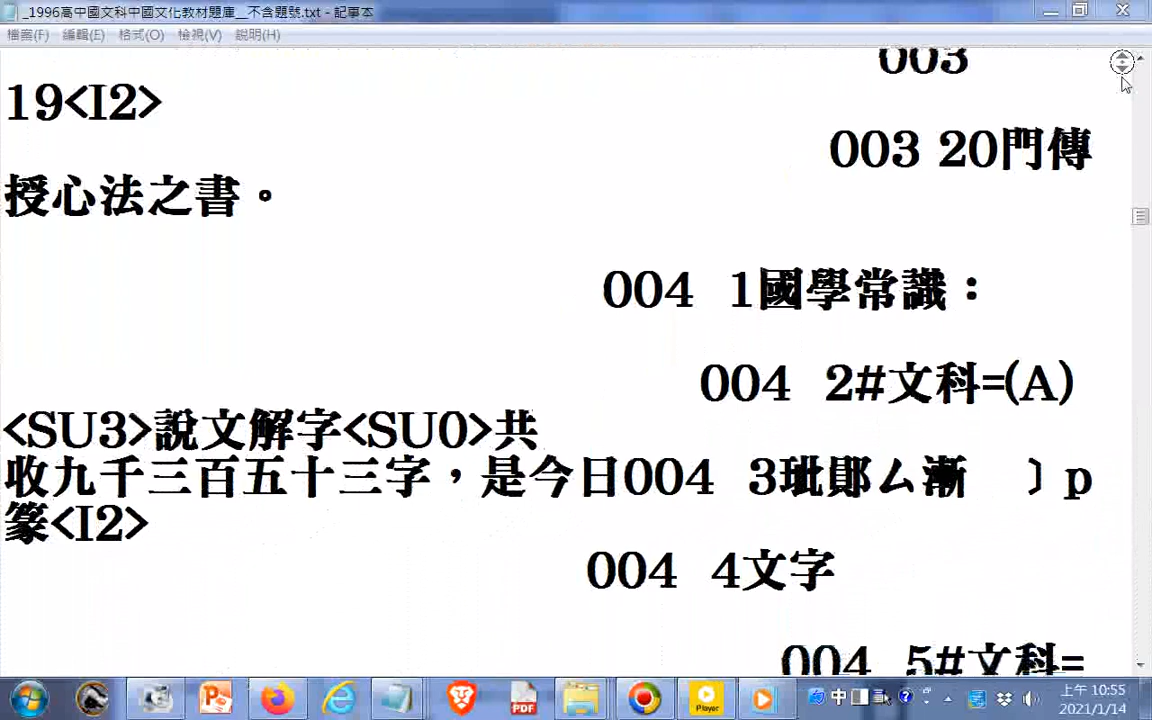 _1996高中國文科中國文化教材題庫__不含題號.txt - 記事本
檔案(F) 編輯(E) 格式(O) 檢視(V) 說明(H)
003
19<I2>
003 20門傳
授心法之書。
004 1國學常識：
004 2#文科=(A)
<SU3>說文解字<SU0>共
收九千三百五十三字，是今日004 3玼鄖ム漸 〕p
篆<I2>
004 4文字
004 5#文科=
PDF
Player
中
上午 10:55
2021/1/14